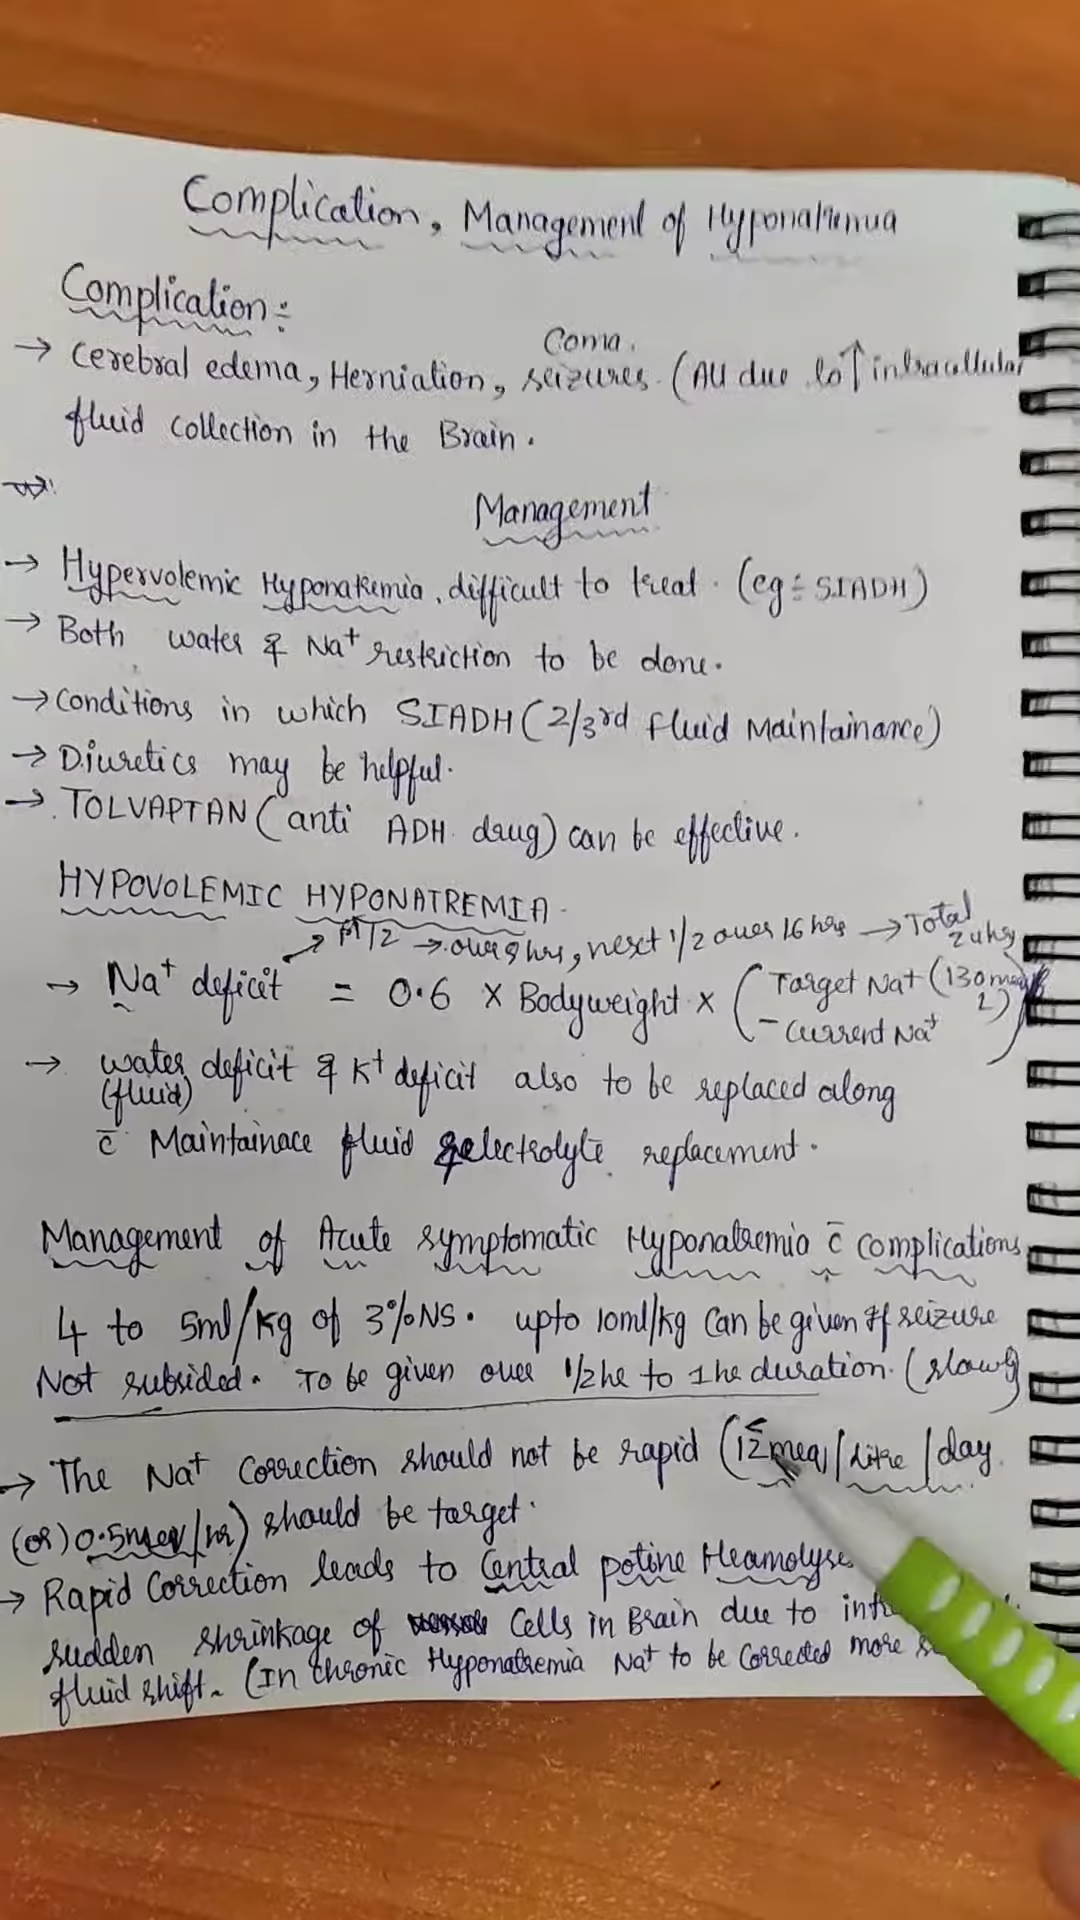 Complication, Management of Hyponatremia
Complication:-
→ Cerebral edema, Herniation, seizures. Coma. (All due to ↑ intracellular
fluid collection in the Brain.
Management
→ Hypervolemic Hyponatremia, difficult to treat. (eg:- SIADH)
→ Both water & Na+ restriction to be done.
→ Conditions in which SIADH (2/3rd fluid Maintainance)
→ Diuretics may be helpful.
→ TOLVAPTAN (anti ADH drug) can be effective.
HYPOVOLEMIC HYPONATREMIA.
1/2 → over 8 hrs, next 1/2 over 16 hrs → Total 24 hrs
→ Na+ deficit = 0.6 × Bodyweight × (Target Na+ (130 meq/L)
- Current Na+)
→ water deficit & K+ deficit also to be replaced along
(fluid)
c̄ Maintainace fluid & electrolyte replacement.
Management of Acute symptomatic Hyponatremia c̄ complications
4 to 5ml/kg of 3%NS. upto 10ml/kg can be given if seizure
Not subsided. To be given over 1/2hr to 1hr duration. (slowly)
→ The Na+ Correction should not be rapid (≤12meq/litre/day
(or) 0.5meq/hr) should be target.
→ Rapid Correction leads to Central potine Heamolyse
sudden shrinkage of Cells in Brain due to
fluid shift. (In chronic Hyponatremia Na+ to be Corrected more